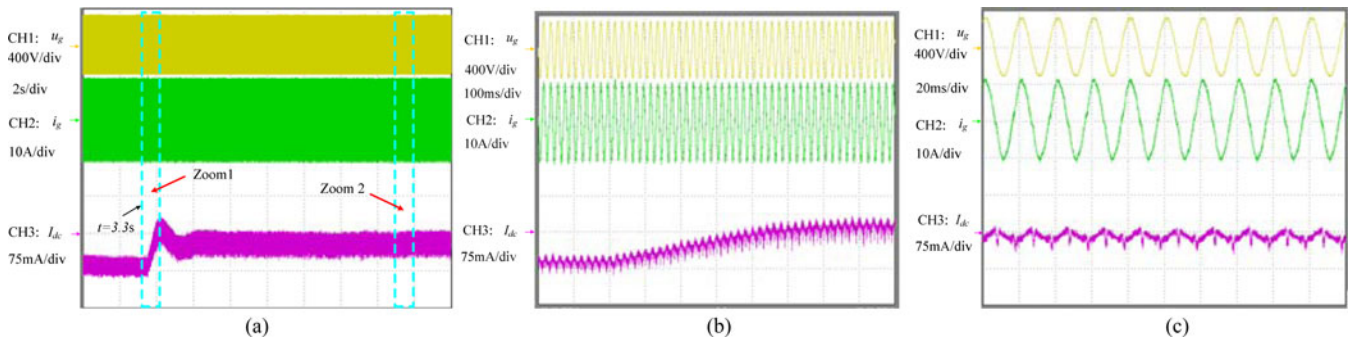 CH1: ug
400V/div
2s/div
CH2: ig
10A/div
Zoom1
Zoom 2
t=3.3s
CH3: Idc
75mA/div
(a)
CH1: ug
400V/div
100ms/div
CH2: ig
10A/div
CH3: Idc
75mA/div
(b)
CH1: ug
400V/div
20ms/div
CH2: ig
10A/div
CH3: Idc
75mA/div
(c)